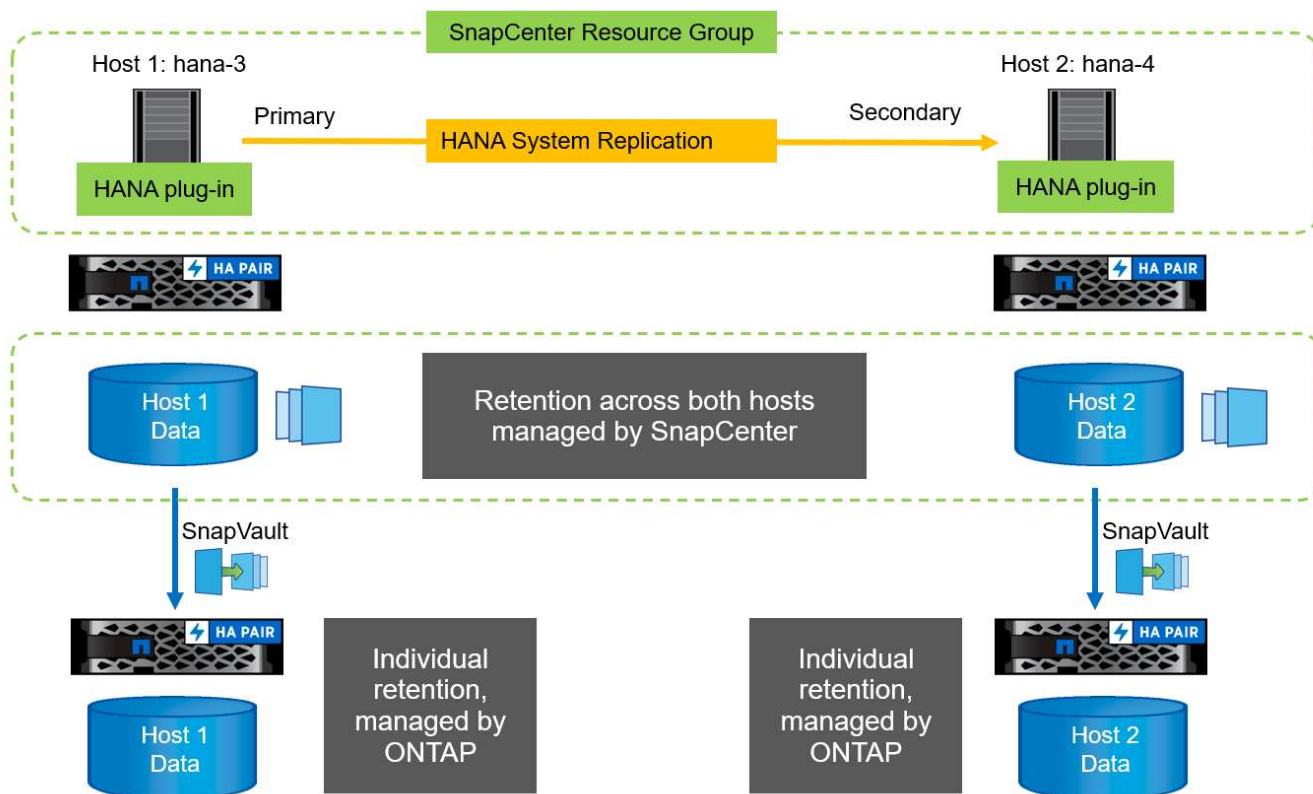 SnapCenter Resource Group
Host 1: hana-3
Host 2: hana-4
Primary
HANA System Replication
Secondary
HANA plug-in
HANA plug-in
HA PAIR
HA PAIR
Host 1
Data
Retention across both hosts
managed by SnapCenter
Host 2
Data
SnapVault
SnapVault
HA PAIR
HA PAIR
Individual
retention,
managed by
ONTAP
Individual
retention,
managed by
ONTAP
Host 1
Data
Host 2
Data